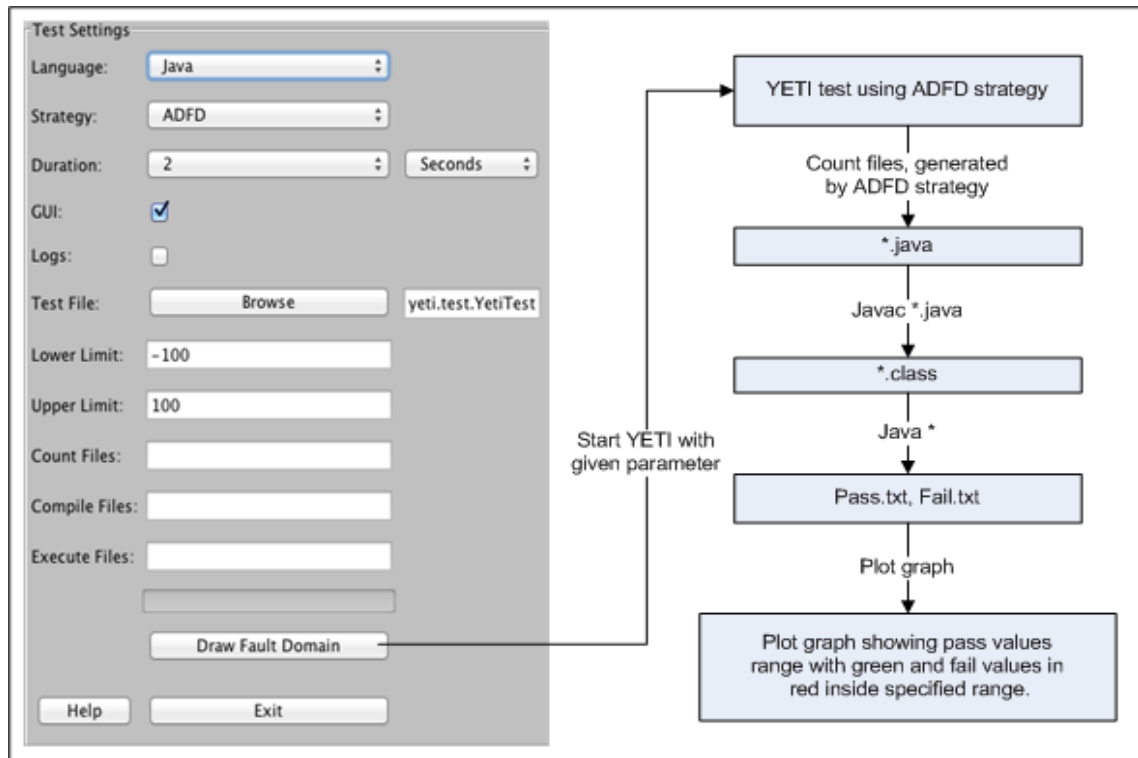 Test Settings
Language:
Java
Strategy:
ADFD
Duration:
2
Seconds
GUI:
Logs:
Test File:
Browse
yeti.test.YetiTest
Lower Limit:
-100
Upper Limit:
100
Count Files:
Compile Files:
Execute Files:
Draw Fault Domain
Help
Exit
Start YETI with
given parameter
YETI test using ADFD strategy
Count files, generated
by ADFD strategy
*.java
Javac *.java
*.class
Java *
Pass.txt, Fail.txt
Plot graph
Plot graph showing pass values
range with green and fail values in
red inside specified range.